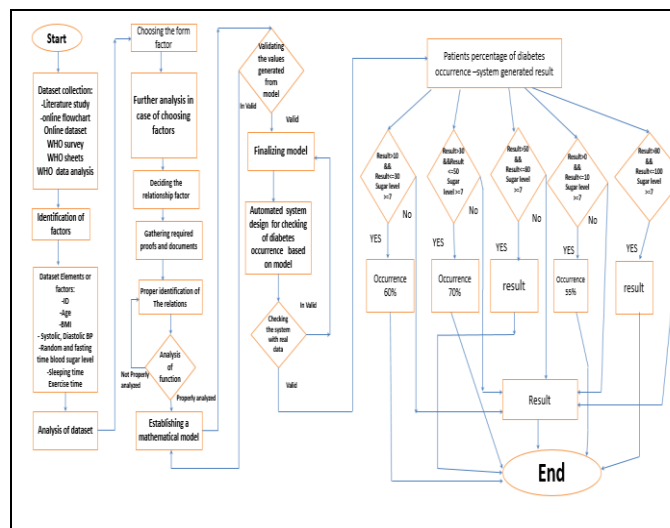 Start
Dataset collection:
-Literature study
-online flowchart
Online dataset
WHO survey
WHO sheets
WHO data analysis
Identification of
factors
Dataset Elements or
factors:
-ID
-Age
-BMI
- Systolic, Diastolic BP
-Random and fasting
time blood sugar level
-Sleeping time
Exercise time
Analysis of dataset
Choosing the form
factor
Further analysis in
case of choosing
factors
Deciding the
relationship factor
Gathering required
proofs and documents
Proper identification of
The relations
Analysis
of
function
Not Properly
analyzed
Properly analyzed
Establishing a
mathematical model
Validating
the values
generated
from
model
In Valid
Valid
Finalizing model
Automated system
design for checking of
diabetes
occurrence based
on model
In Valid
Checking
the system
with real
data
Valid
Patients percentage of diabetes
occurrence –system generated result
Result>10
&&
Result<=30
Sugar level
>=7
No
YES
Occurrence
60%
Result>30
&&Result
<=50
Sugar
level >=7
No
YES
Occurrence
70%
Result>50
&&
Result<=80
Sugar level
>=7
YES
result
Result>0
&&
Result<=10
Sugar level
>=7
No
YES
Occurrence
55%
Result>80
&&
Result<=100
Sugar level
>=7
No
YES
result
Result
End